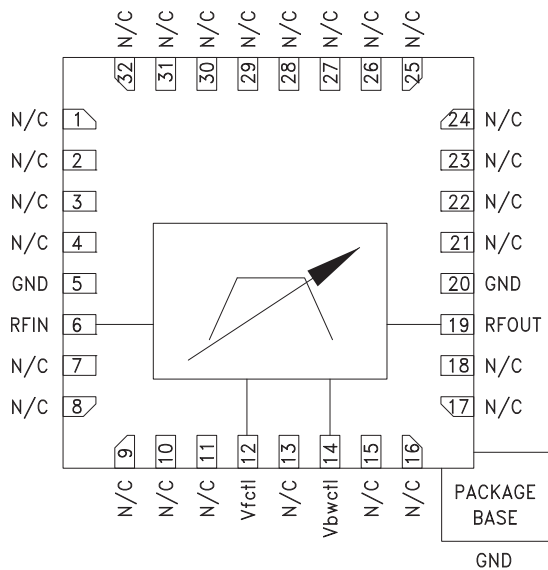 N/C N/C N/C N/C N/C N/C N/C N/C
32 31 30 29 28 27 26 25
N/C 1
N/C 2
N/C 3
N/C 4
GND 5
RFIN 6
N/C 7
N/C 8
24 N/C
23 N/C
22 N/C
21 N/C
20 GND
19 RFOUT
18 N/C
17 N/C
9 10 11 12 13 14 15 16
N/C N/C N/C Vfctl N/C Vbwctl N/C N/C
PACKAGE
BASE
GND